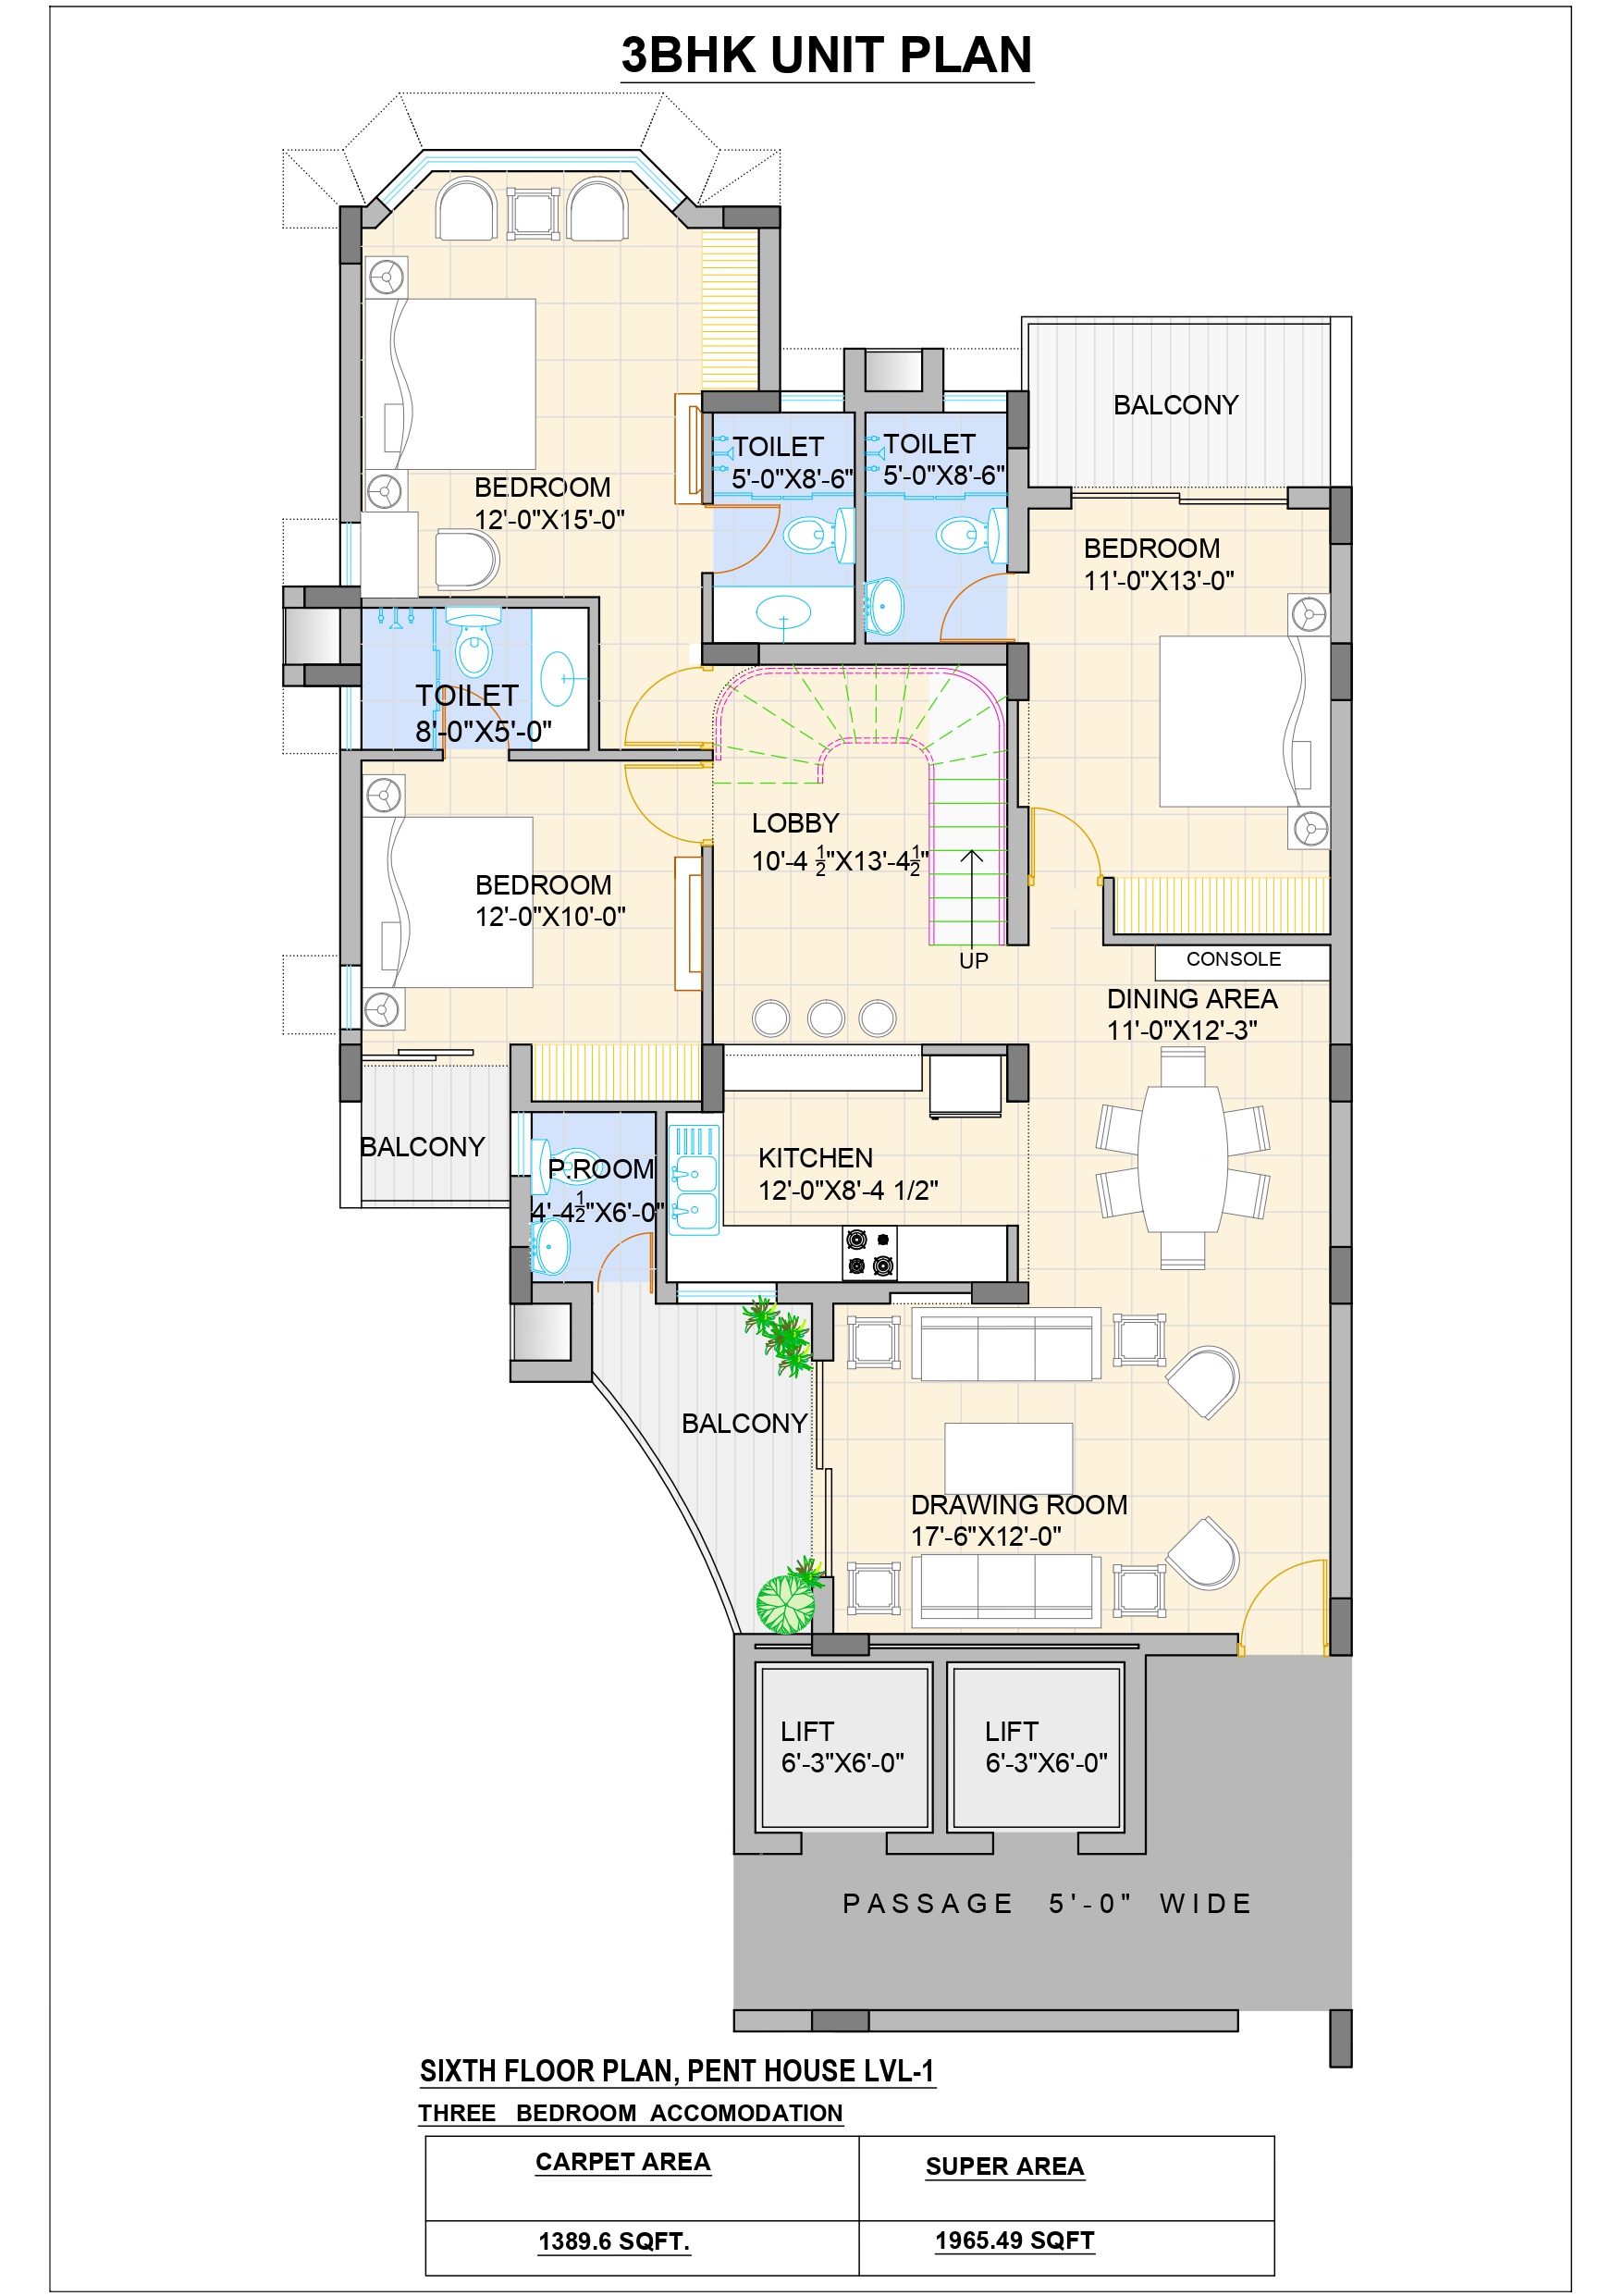 3BHK UNIT PLAN
BALCONY
TOILET
5'-0"X8'-6"
TOILET
5'-0"X8'-6"
BEDROOM
12'-0"X15'-0"
BEDROOM
11'-0"X13'-0"
TOILET
8'-0"X5'-0"
LOBBY
10'-4 1/2"X13'-4 1/2"
BEDROOM
12'-0"X10'-0"
UP
CONSOLE
DINING AREA
11'-0"X12'-3"
BALCONY
P.ROOM
4'-4 1/2"X6'-0"
KITCHEN
12'-0"X8'-4 1/2"
BALCONY
DRAWING ROOM
17'-6"X12'-0"
LIFT
6'-3"X6'-0"
LIFT
6'-3"X6'-0"
PASSAGE 5'-0" WIDE
SIXTH FLOOR PLAN, PENT HOUSE LVL-1
THREE BEDROOM ACCOMODATION
CARPET AREA
SUPER AREA
1389.6 SQFT.
1965.49 SQFT